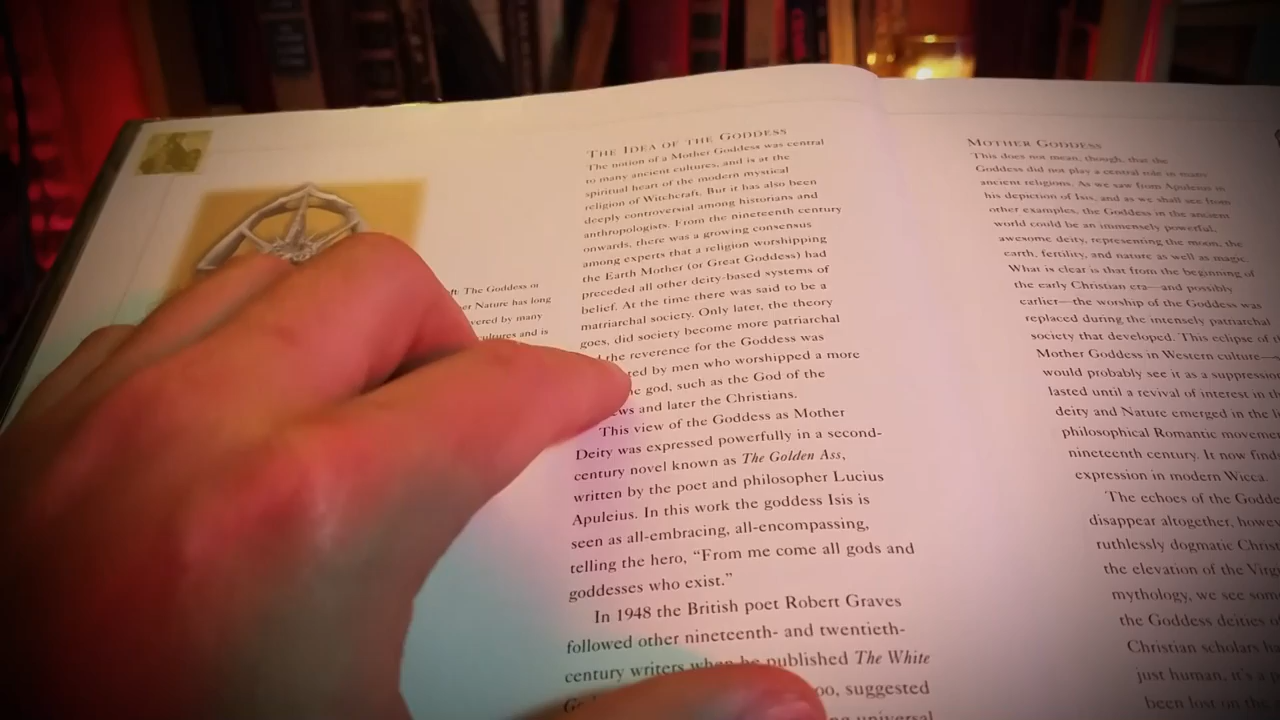 THE IDEA OF THE GODDESS
The notion of a Mother Goddess was central
to many ancient cultures, and is at the
spiritual heart of the modern mystical
religion of Witchcraft. But it has also been
deeply controversial among historians and
anthropologists. From the nineteenth century
onwards, there was a growing consensus
among experts that a religion worshipping
the Earth Mother (or Great Goddess) had
preceded all other deity-based systems of
belief. At the time there was said to be a
matriarchal society. Only later, the theory
goes, did society become more patriarchal
the reverence for the Goddess was
by men who worshipped a more
god, such as the God of the
and later the Christians.
This view of the Goddess as Mother
Deity was expressed powerfully in a second-
century novel known as The Golden Ass,
written by the poet and philosopher Lucius
Apuleius. In this work the goddess Isis is
seen as all-embracing, all-encompassing,
telling the hero, “From me come all gods and
goddesses who exist.”
In 1948 the British poet Robert Graves
followed other nineteenth- and twentieth-
century writers when he published The White
suggested
The Goddess or
Nature has long
by many
and is
MOTHER GODDESS
This does not mean, though, that the
Goddess did not play a central role in many
ancient religions. As we saw from Apuleius in
his depiction of Isis, and as we shall see from
other examples, the Goddess in the ancient
world could be an immensely powerful,
awesome deity, representing the moon, the
earth, fertility, and nature as well as magic.
What is clear is that from the beginning of
the early Christian era—and possibly
earlier—the worship of the Goddess was
replaced during the intensely patriarchal
society that developed. This eclipse of
Mother Goddess in Western culture—
would probably see it as a suppression
lasted until a revival of interest in
deity and Nature emerged in the
philosophical Romantic
nineteenth century. It now
expression in modern Wicca.
The echoes of the
disappear altogether,
ruthlessly dogmatic
the elevation of the
mythology, we see
the Goddess deities
Christian scholars
just human, it's a
been lost on the